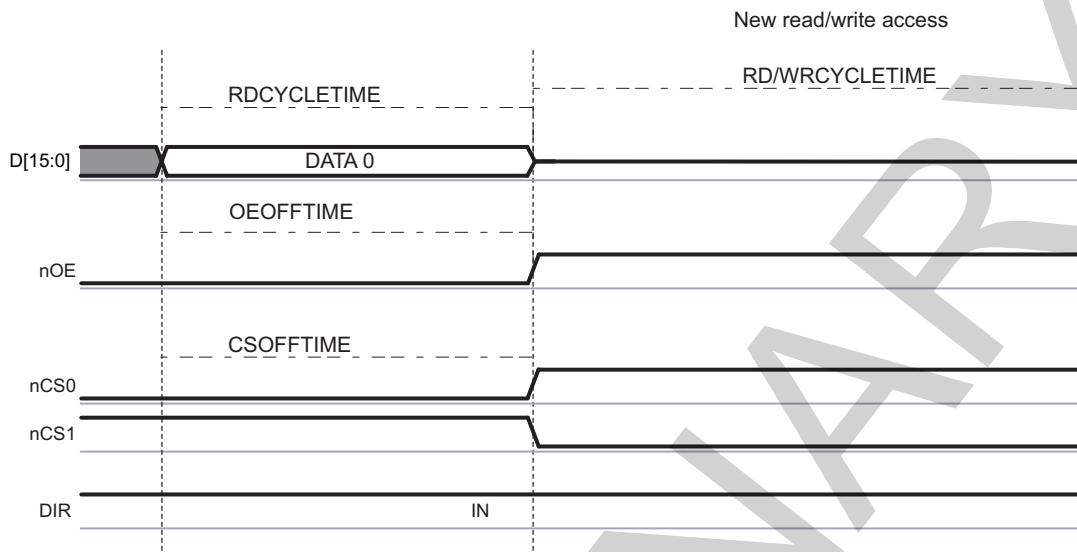 New read/write access
RDCYCLETIME
RD/WRCYCLETIME
D[15:0]
DATA 0
OEOFFTIME
nOE
CSOFFTIME
nCS0
nCS1
DIR
IN